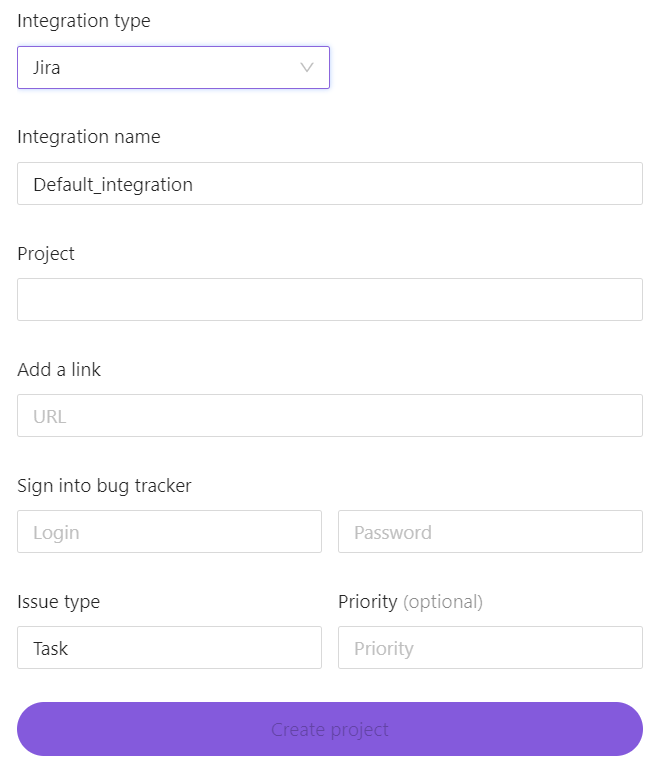 Integration type
Jira
Integration name
Default_integration
Project
Add a link
URL
Sign into bug tracker
Login Password
Issue type Priority (optional)
Task Priority
Create project